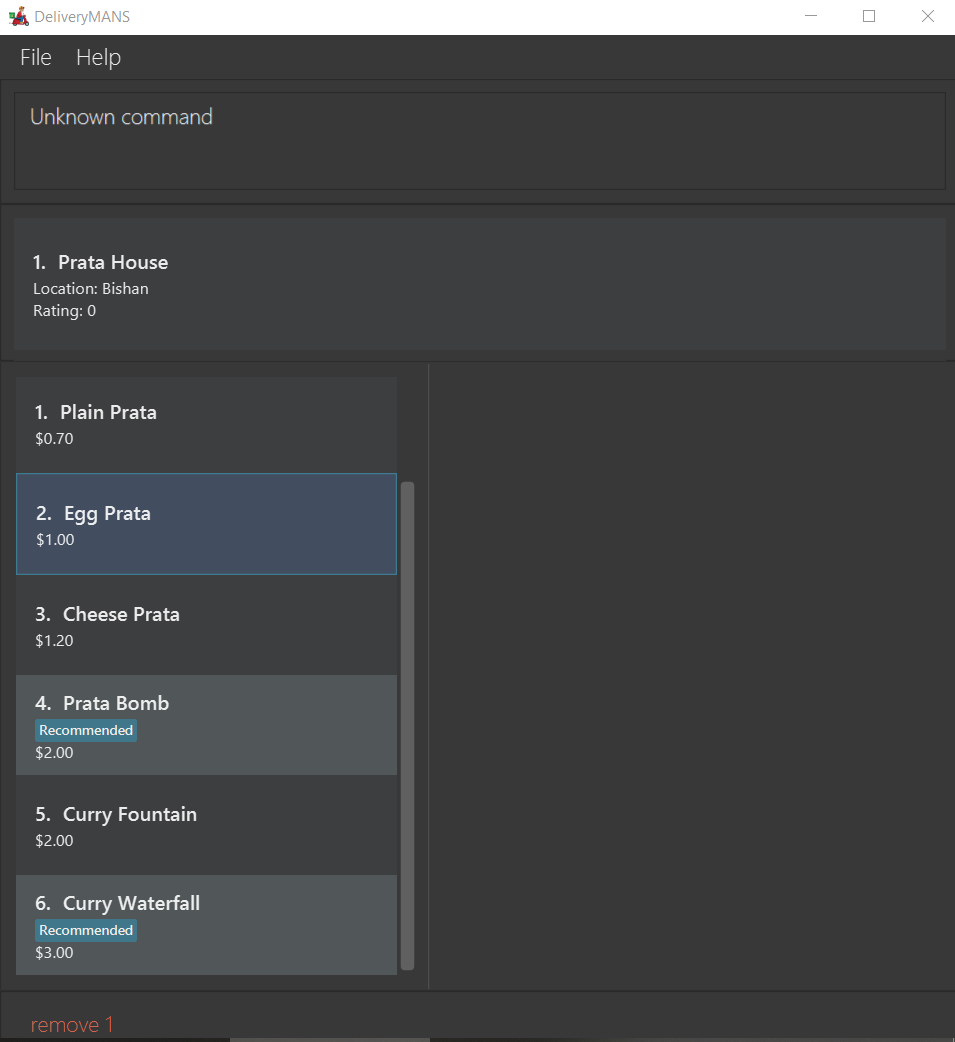 DeliveryMANS
File Help
Unknown command
1. Prata House
Location: Bishan
Rating: 0
1. Plain Prata
$0.70
2. Egg Prata
$1.00
3. Cheese Prata
$1.20
4. Prata Bomb
Recommended
$2.00
5. Curry Fountain
$2.00
6. Curry Waterfall
Recommended
$3.00
remove 1